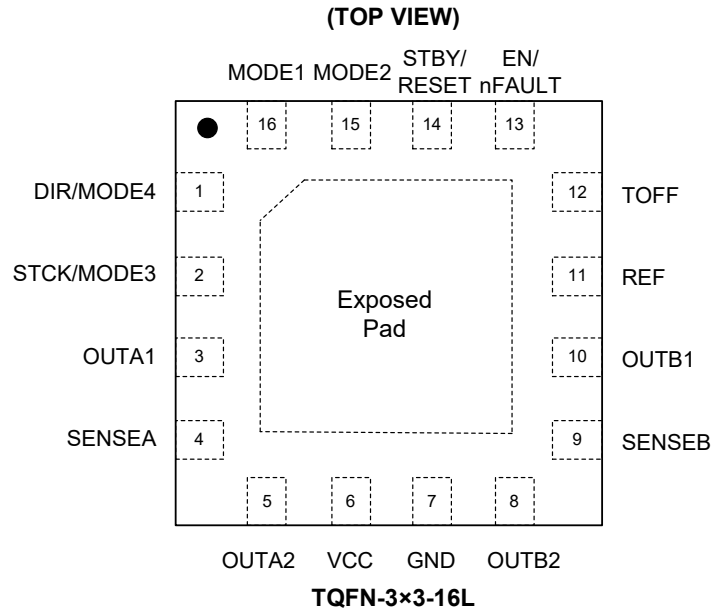 (TOP VIEW)
MODE1 MODE2 STBY/ RESET EN/ nFAULT
16 15 14 13
DIR/MODE4 1 12 TOFF
STCK/MODE3 2 11 REF
Exposed
Pad
OUTA1 3 10 OUTB1
SENSEA 4 9 SENSEB
5 6 7 8
OUTA2 VCC GND OUTB2
TQFN-3×3-16L